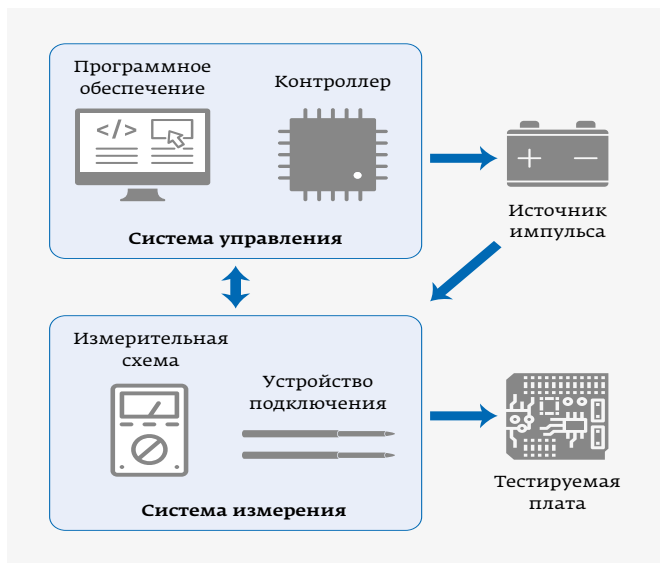 Программное
обеспечение
Контроллер
</>
+ −
Система управления
Источник
импульса
Измерительная
схема
Устройство
подключения
Система измерения
Тестируемая
плата